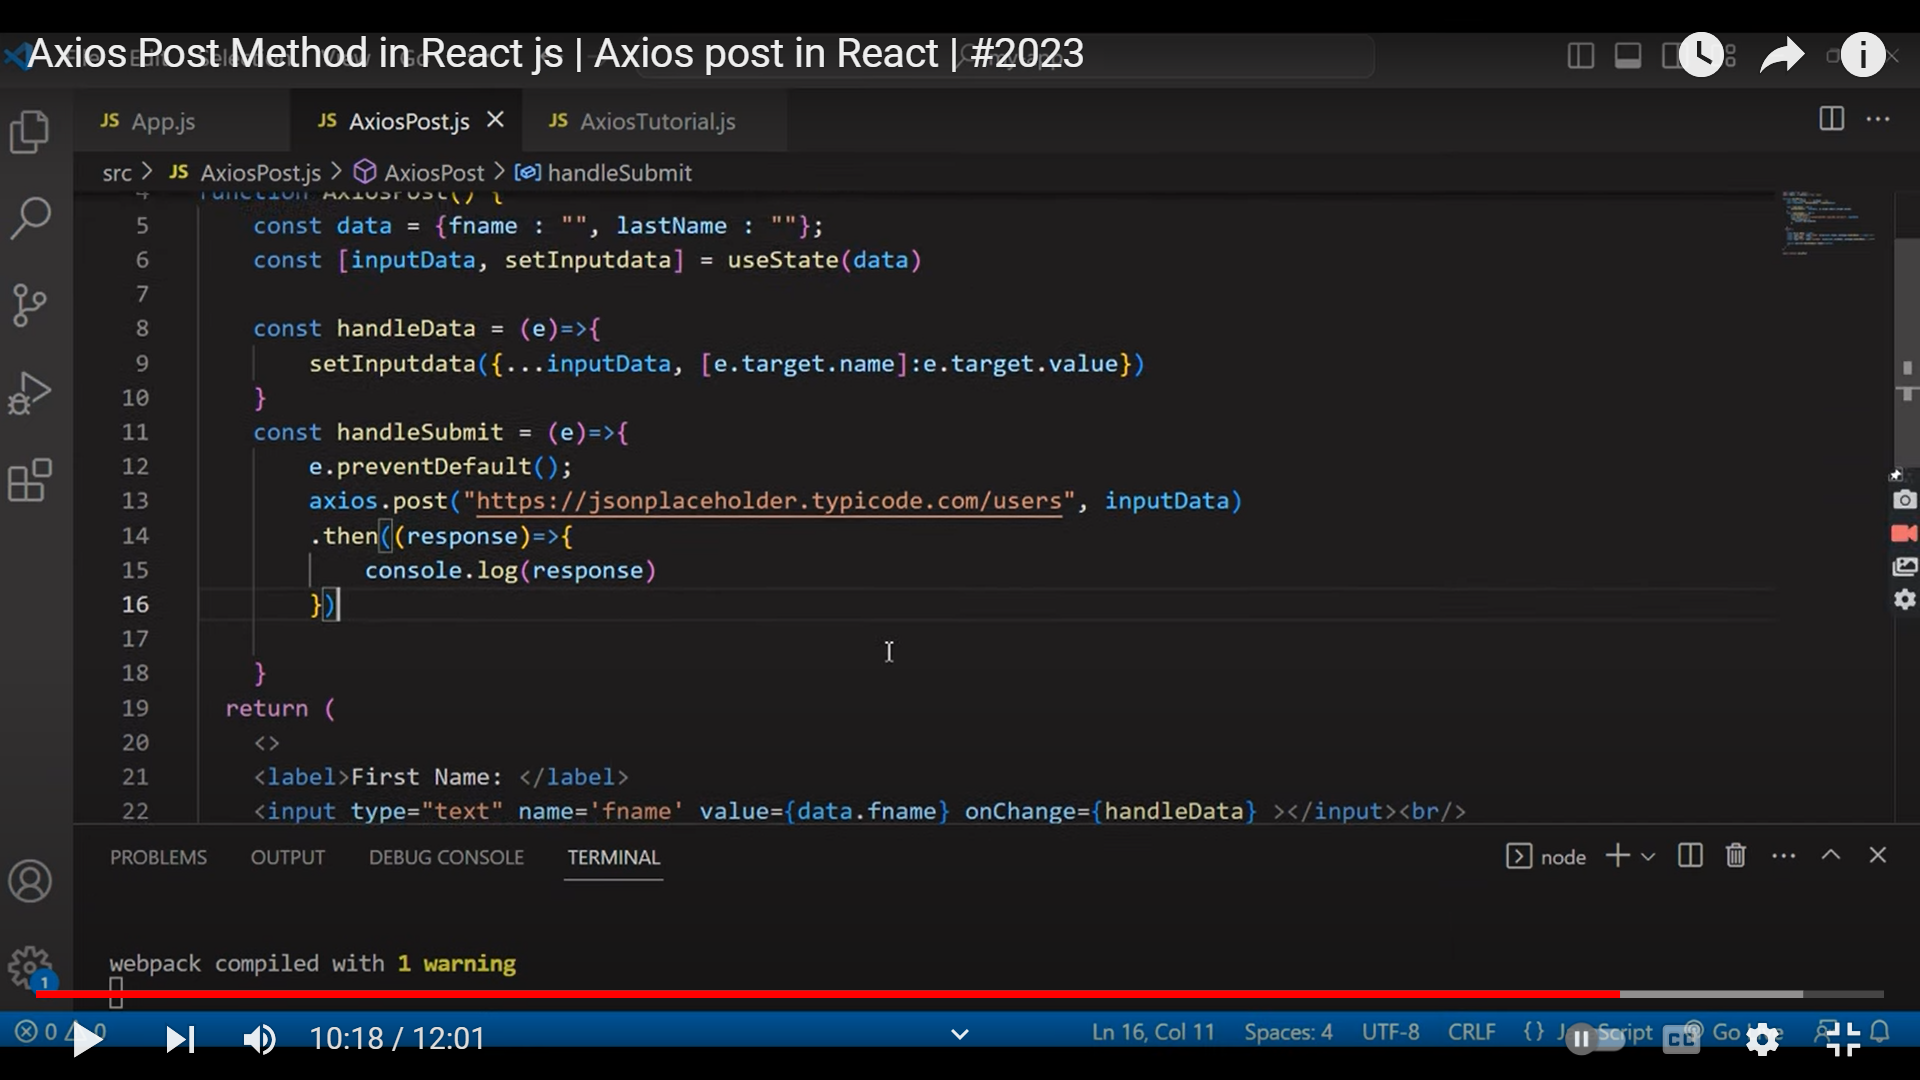 Axios Post Method in React js | Axios post in React | #2023
JS App.js
JS AxiosPost.js
JS AxiosTutorial.js
src > JS AxiosPost.js > AxiosPost > handleSubmit
4 function AxiosPost() {
5 const data = {fname : "", lastName : ""};
6 const [inputData, setInputdata] = useState(data)
7
8 const handleData = (e)=>{
9 setInputdata({...inputData, [e.target.name]:e.target.value})
10 }
11 const handleSubmit = (e)=>{
12 e.preventDefault();
13 axios.post("https://jsonplaceholder.typicode.com/users", inputData)
14 .then((response)=>{
15 console.log(response)
16 })
17
18 }
19 return (
20 <>
21 <label>First Name: </label>
22 <input type="text" name='fname' value={data.fname} onChange={handleData} ></input><br/>
PROBLEMS OUTPUT DEBUG CONSOLE TERMINAL
node
webpack compiled with 1 warning
1
0 0
10:18 / 12:01
Ln 16, Col 11 Spaces: 4 UTF-8 CRLF {} Go
CC